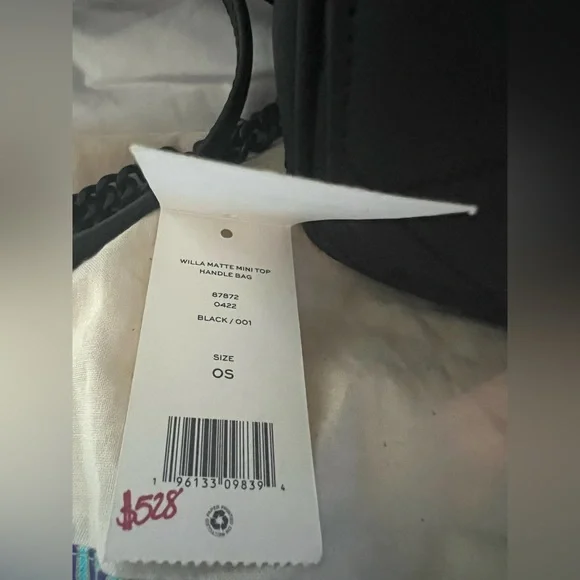 WILLA MATTE MINI TOP
HANDLE BAG
87872
0422
BLACK / 001
SIZE
OS
1 96133 09839 4
$528